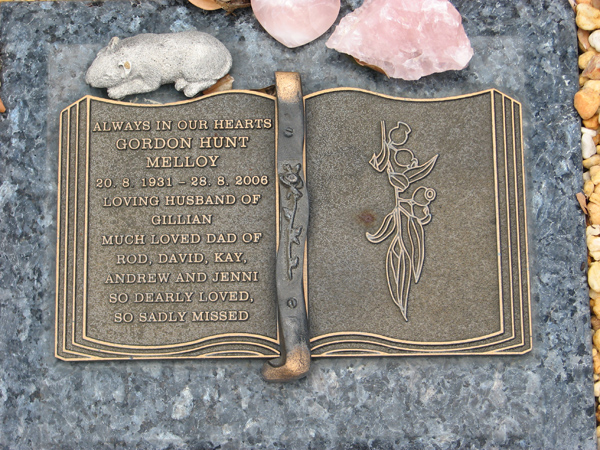 ALWAYS IN OUR HEARTS
GORDON HUNT
MELLOY
20. 8. 1931 – 28. 8. 2006
LOVING HUSBAND OF
GILLIAN
MUCH LOVED DAD OF
ROD, DAVID, KAY,
ANDREW AND JENNI
SO DEARLY LOVED,
SO SADLY MISSED